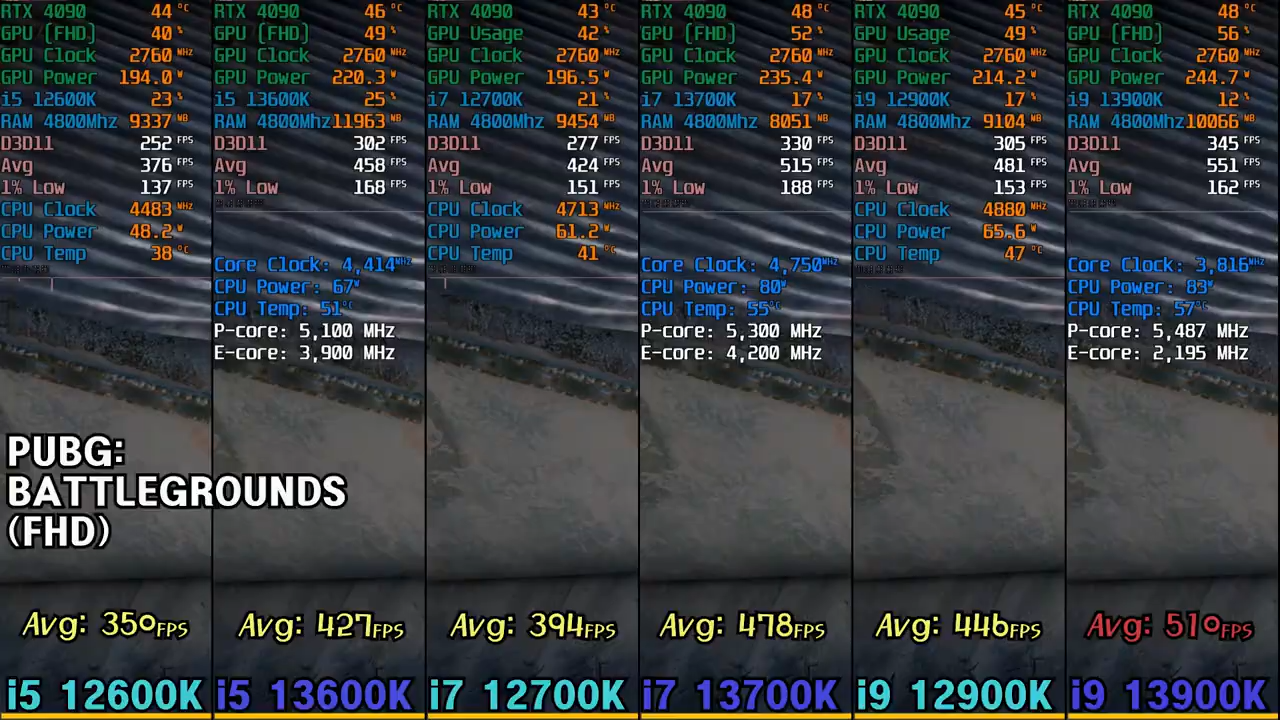 RTX 4090 44 °C
GPU (FHD) 40 %
GPU Clock 2760 MHz
GPU Power 194.0 W
i5 12600K 23 %
RAM 4800Mhz 9337 MB
D3D11 252 FPS
Avg 376 FPS
1% Low 137 FPS
CPU Clock 4483 MHz
CPU Power 48.2 W
CPU Temp 38 °C
RTX 4090 46 °C
GPU (FHD) 49 %
GPU Clock 2760 MHz
GPU Power 220.3 W
i5 13600K 25 %
RAM 4800Mhz 11963 MB
D3D11 302 FPS
Avg 458 FPS
1% Low 168 FPS
Core Clock: 4,414 MHz
CPU Power: 67 W
CPU Temp: 51 °C
P-core: 5,100 MHz
E-core: 3,900 MHz
RTX 4090 43 °C
GPU Usage 42 %
GPU Clock 2760 MHz
GPU Power 196.5 W
i7 12700K 21 %
RAM 4800Mhz 9454 MB
D3D11 277 FPS
Avg 424 FPS
1% Low 151 FPS
CPU Clock 4713 MHz
CPU Power 61.2 W
CPU Temp 41 °C
RTX 4090 48 °C
GPU (FHD) 52 %
GPU Clock 2760 MHz
GPU Power 235.4 W
i7 13700K 17 %
RAM 4800Mhz 8051 MB
D3D11 330 FPS
Avg 515 FPS
1% Low 188 FPS
Core Clock: 4,750 MHz
CPU Power: 80 W
CPU Temp: 55 °C
P-core: 5,300 MHz
E-core: 4,200 MHz
RTX 4090 45 °C
GPU Usage 49 %
GPU Clock 2760 MHz
GPU Power 214.2 W
i9 12900K 17 %
RAM 4800Mhz 9104 MB
D3D11 305 FPS
Avg 481 FPS
1% Low 153 FPS
CPU Clock 4880 MHz
CPU Power 65.6 W
CPU Temp 47 °C
RTX 4090 48 °C
GPU (FHD) 56 %
GPU Clock 2760 MHz
GPU Power 244.7 W
i9 13900K 12 %
RAM 4800Mhz 10066 MB
D3D11 345 FPS
Avg 551 FPS
1% Low 162 FPS
Core Clock: 3,816 MHz
CPU Power: 83 W
CPU Temp: 57 °C
P-core: 5,487 MHz
E-core: 2,195 MHz
PUBG:
BATTLEGROUNDS
(FHD)
Avg: 350FPS
Avg: 427FPS
Avg: 394FPS
Avg: 478FPS
Avg: 446FPS
Avg: 510FPS
i5 12600K
i5 13600K
i7 12700K
i7 13700K
i9 12900K
i9 13900K